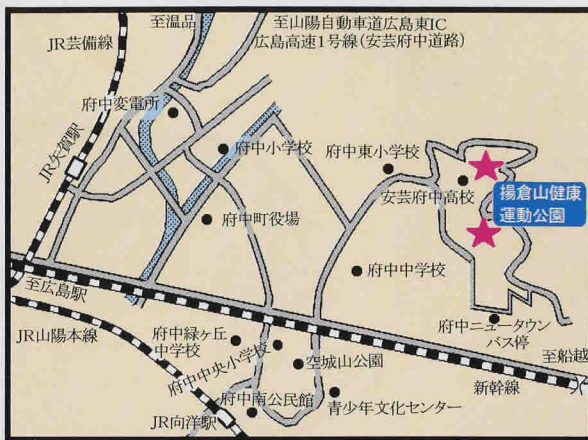 至温品
至山陽自動車道広島東IC
広島高速1号線(安芸府中道路)
JR芸備線
府中変電所
JR矢賀駅
府中小学校
府中東小学校
安芸府中高校
揚倉山健康
運動公園
府中町役場
府中中学校
至広島駅
JR山陽本線
府中緑ヶ丘
中学校
府中中央小学校
空城山公園
府中ニュータウン
バス停
至船越
新幹線
府中南公民館
青少年文化センター
JR向洋駅